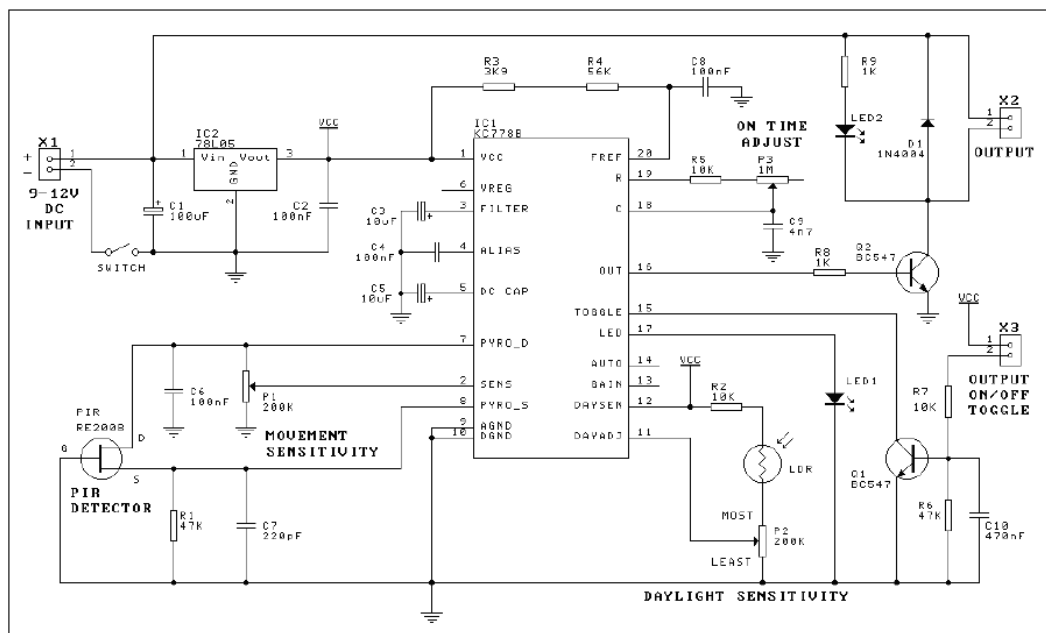 X1
1
2
+
−
9-12V
DC
INPUT
SWITCH
IC2
78L05
Vin Vout
GND
1
3
2
C1
100uF
C2
100nF
VCC
R3
3K9
R4
56K
C8
100nF
IC1
KC778B
1 VCC
6 VREG
3 FILTER
4 ALIAS
5 DC CAP
7 PYRO_D
2 SENS
8 PYRO_S
9 AGND
10 DGND
FREF 20
R 19
C 18
OUT 16
TOGGLE 15
LED 17
AUTO 14
GAIN 13
DAYSEN 12
DAYADJ 11
C3
10uF
C4
100nF
C5
10uF
ON TIME
ADJUST
R5
10K
P3
1M
C9
4n7
R9
1K
LED2
D1
1N4004
X2
1
2
OUTPUT
R8
1K
Q2
BC547
VCC
X3
1
2
OUTPUT
ON/OFF
TOGGLE
R7
10K
Q1
BC547
R6
47K
C10
470nF
VCC
R2
10K
LED1
LDR
MOST
P2
200K
LEAST
DAYLIGHT SENSITIVITY
C6
100nF
P1
200K
MOVEMENT
SENSITIVITY
PIR
RE200B
G
D
S
PIR
DETECTOR
R1
47K
C7
220pF